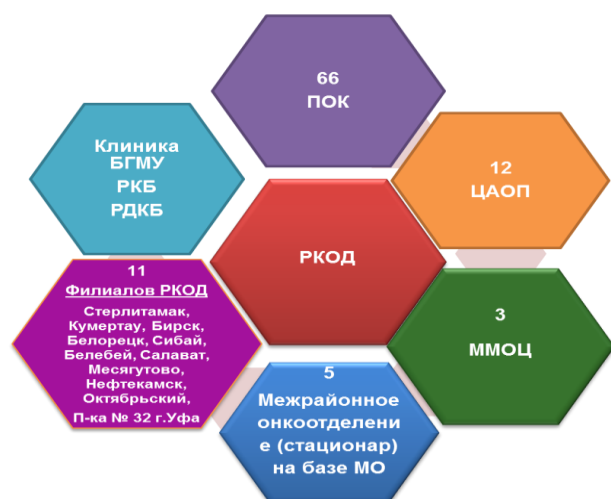 66
ПОК
Клиника
БГМУ
РКБ
РДКБ
12
ЦАОП
РКОД
11
Филиалов РКОД
Стерлитамак,
Кумертау, Бирск,
Белорецк, Сибай,
Белебей, Салават,
Месягутово,
Нефтекамск,
Октябрьский,
П-ка № 32 г.Уфа
3
ММОЦ
5
Межрайонное
онкоотделени
е (стационар)
на базе МО